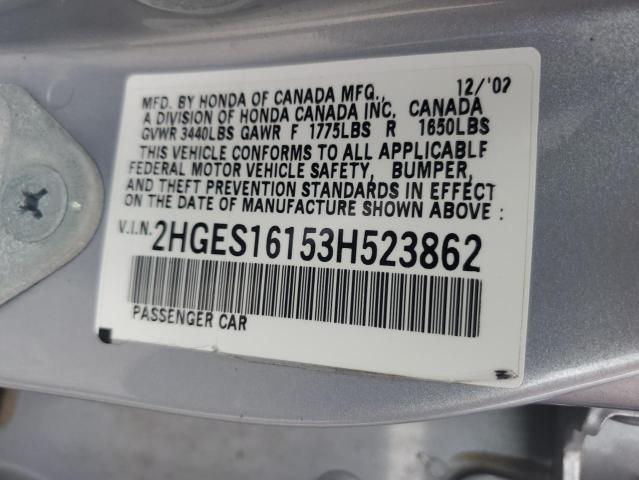 MFD. BY HONDA OF CANADA MFG., 12/'02
A DIVISION OF HONDA CANADA INC, CANADA
GVWR 3440LBS GAWR F 1775LBS R 1650LBS
THIS VEHICLE CONFORMS TO ALL APPLICABLE
FEDERAL MOTOR VEHICLE SAFETY, BUMPER,
AND THEFT PREVENTION STANDARDS IN EFFECT
ON THE DATE OF MANUFACTURE SHOWN ABOVE :
V.I.N. 2HGES16153H523862
PASSENGER CAR